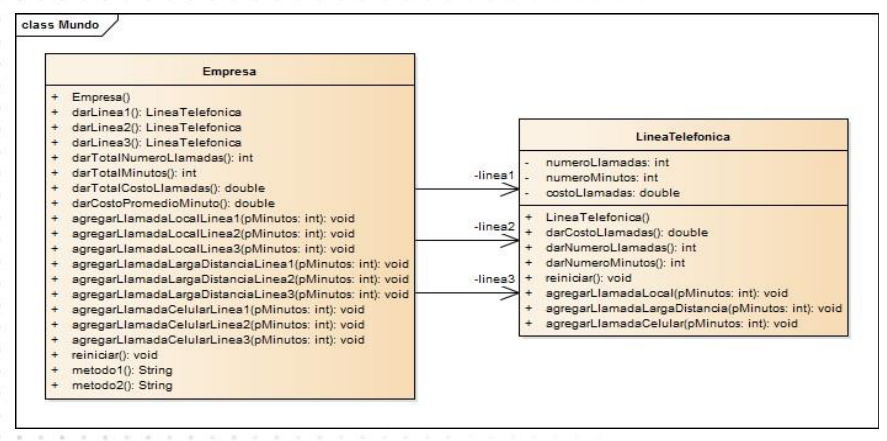 class Mundo
Empresa
+ Empresa()
+ darLinea1(): LineaTelefonica
+ darLinea2(): LineaTelefonica
+ darLinea3(): LineaTelefonica
+ darTotalNumeroLlamadas(): int
+ darTotalMinutos(): int
+ darTotalCostoLlamadas(): double
+ darCostoPromedioMinuto(): double
+ agregarLlamadaLocalLinea1(pMinutos: int): void
+ agregarLlamadaLocalLinea2(pMinutos: int): void
+ agregarLlamadaLocalLinea3(pMinutos: int): void
+ agregarLlamadaLargaDistanciaLinea1(pMinutos: int): void
+ agregarLlamadaLargaDistanciaLinea2(pMinutos: int): void
+ agregarLlamadaLargaDistanciaLinea3(pMinutos: int): void
+ agregarLlamadaCelularLinea1(pMinutos: int): void
+ agregarLlamadaCelularLinea2(pMinutos: int): void
+ agregarLlamadaCelularLinea3(pMinutos: int): void
+ reiniciar(): void
+ metodo1(): String
+ metodo2(): String
-linea1
-linea2
-linea3
LineaTelefonica
- numeroLlamadas: int
- numeroMinutos: int
- costoLlamadas: double
+ LineaTelefonica()
+ darCostoLlamadas(): double
+ darNumeroLlamadas(): int
+ darNumeroMinutos(): int
+ reiniciar(): void
+ agregarLlamadaLocal(pMinutos: int): void
+ agregarLlamadaLargaDistancia(pMinutos: int): void
+ agregarLlamadaCelular(pMinutos: int): void